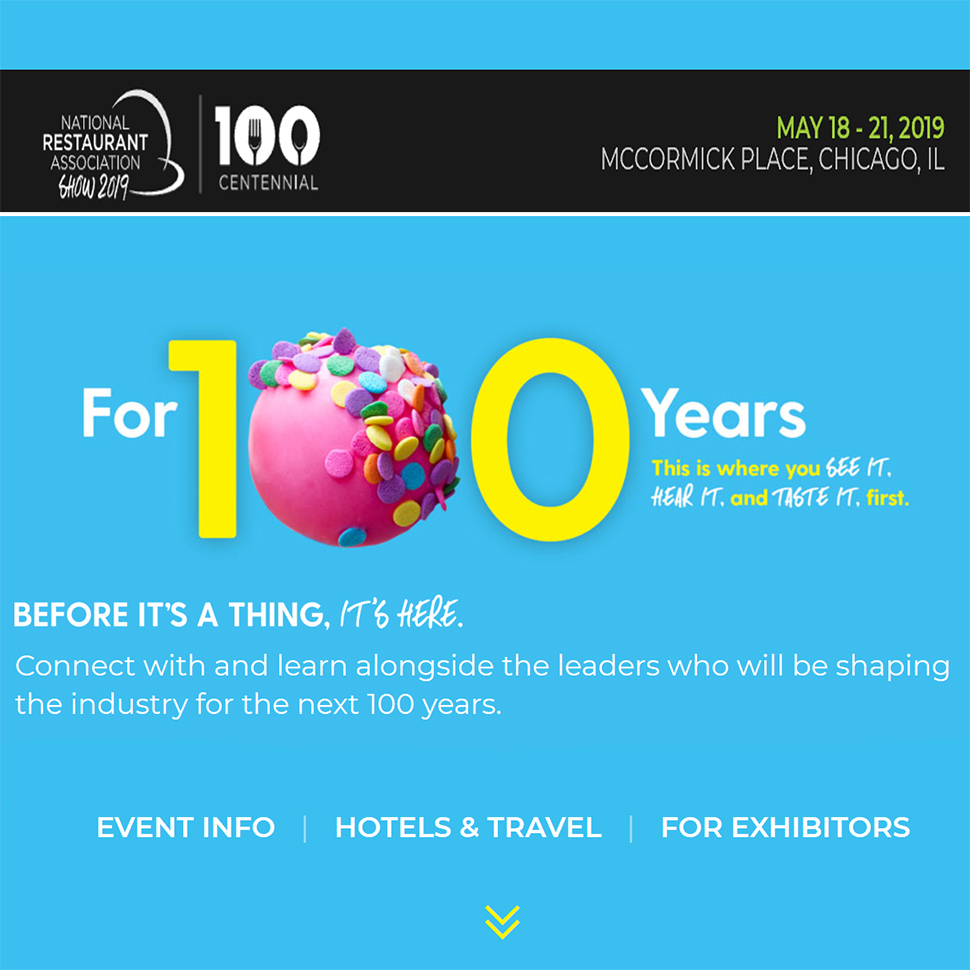 NATIONAL
RESTAURANT
ASSOCIATION
SHOW 2019
100
CENTENNIAL
MAY 18 - 21, 2019
MCCORMICK PLACE, CHICAGO, IL
For 100 Years
This is where you SEE IT,
HEAR IT, and TASTE IT, first.
BEFORE IT'S A THING, IT'S HERE.
Connect with and learn alongside the leaders who will be shaping
the industry for the next 100 years.
EVENT INFO | HOTELS & TRAVEL | FOR EXHIBITORS